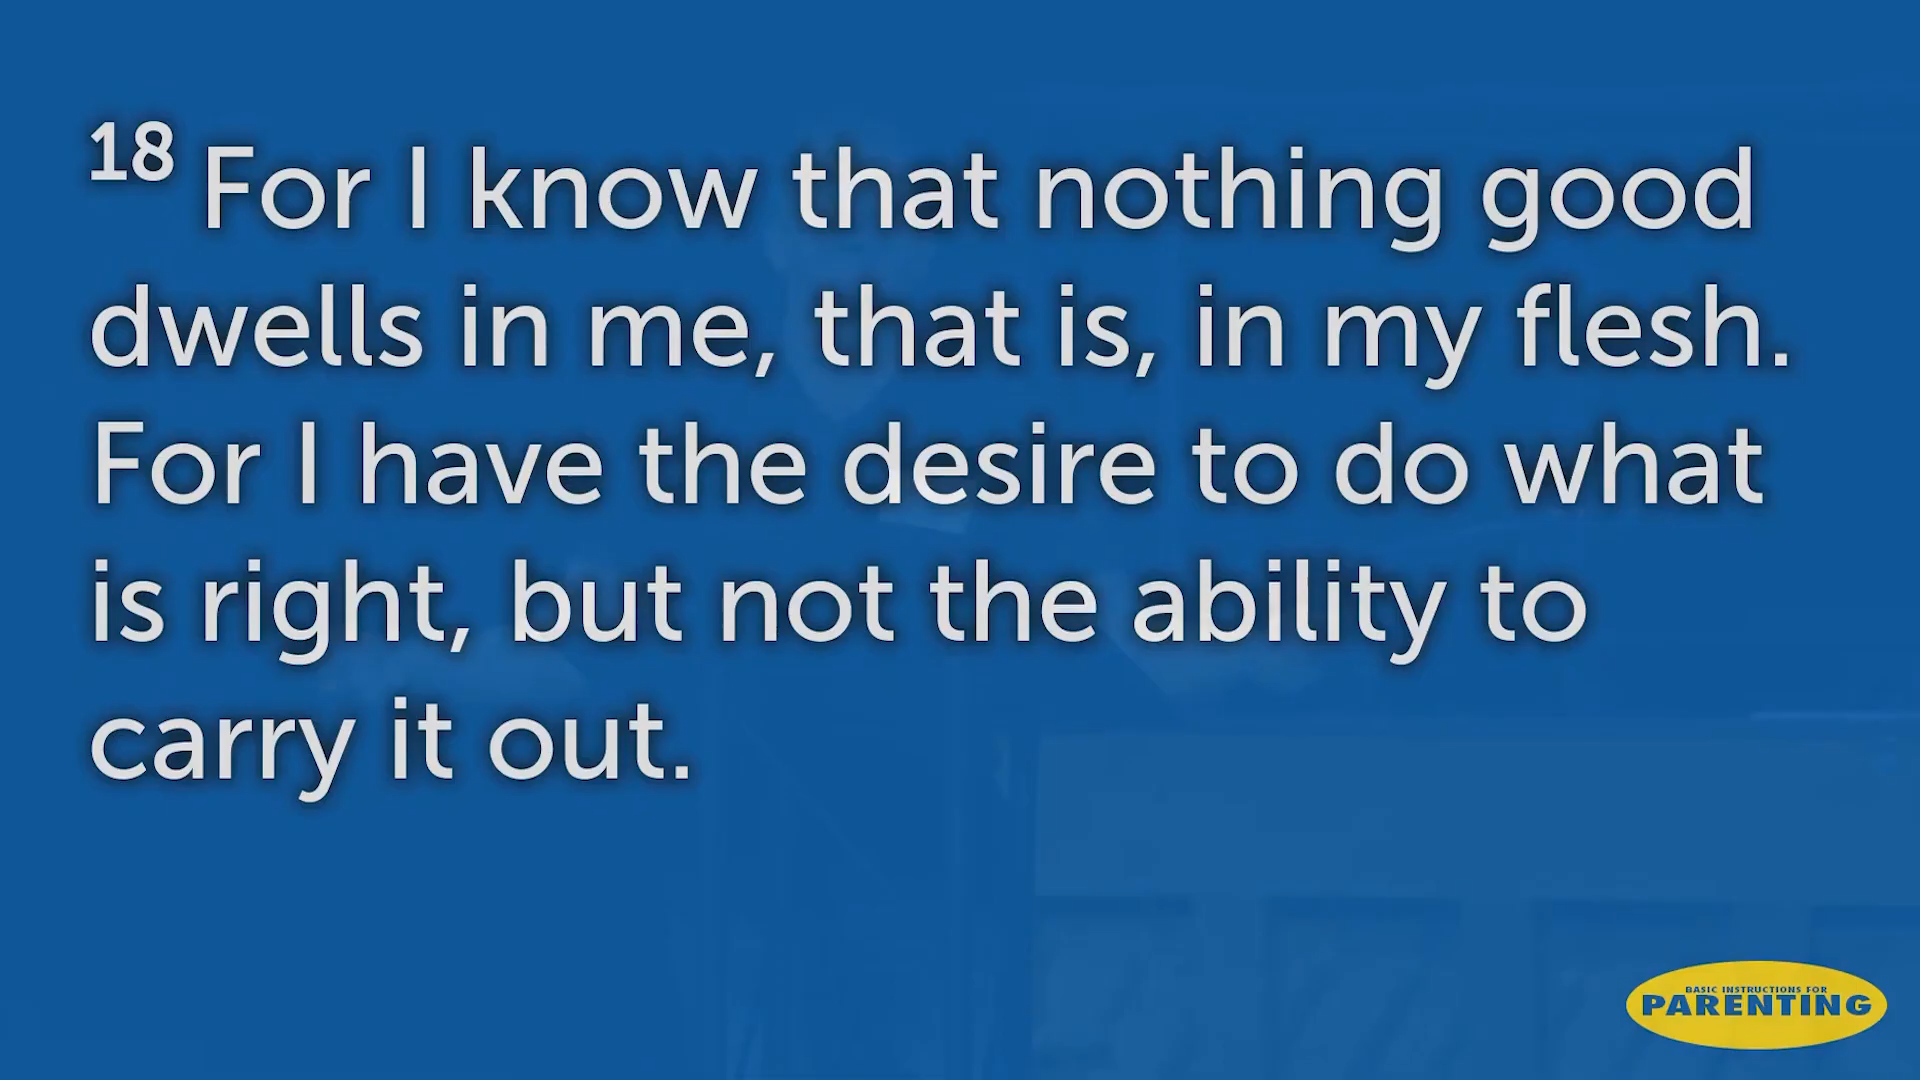 18 For I know that nothing good
dwells in me, that is, in my flesh.
For I have the desire to do what
is right, but not the ability to
carry it out.
BASIC INSTRUCTIONS FOR
PARENTING